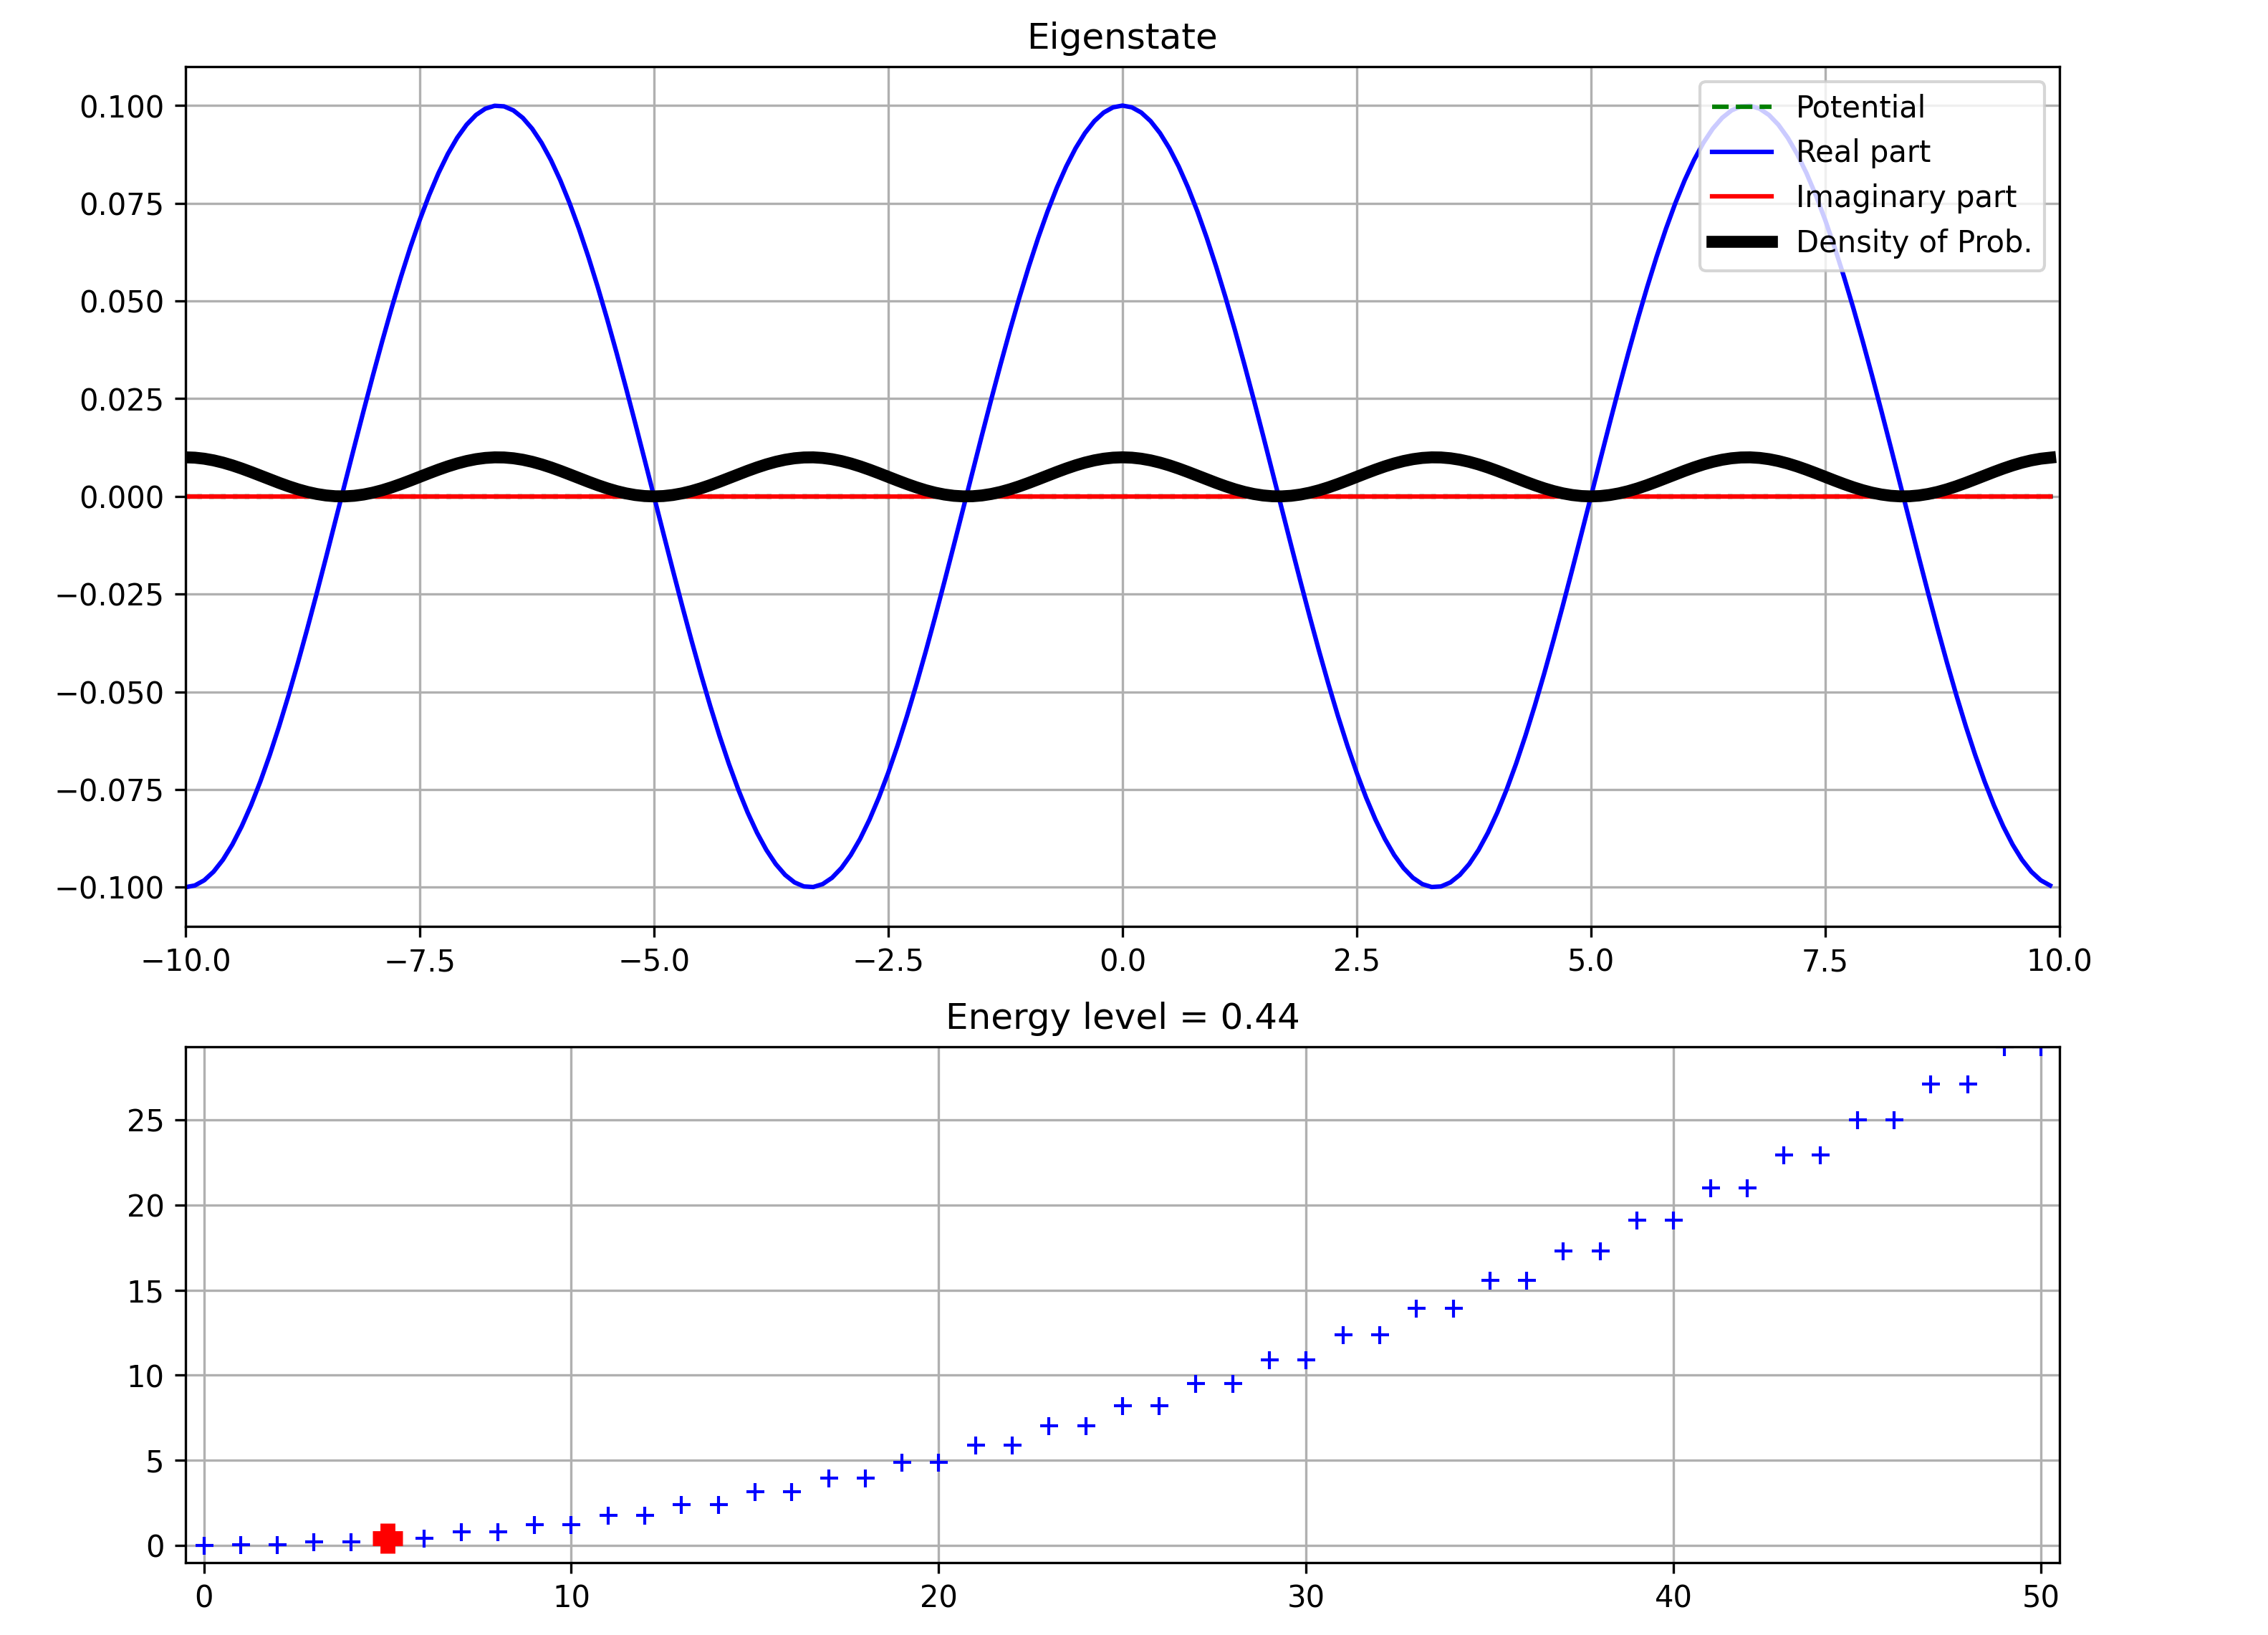 Eigenstate
0.100
0.075
0.050
0.025
0.000
−0.025
−0.050
−0.075
−0.100
Potential
Real part
Imaginary part
Density of Prob.
−10.0 −7.5 −5.0 −2.5 0.0 2.5 5.0 7.5 10.0
Energy level = 0.44
25
20
15
10
5
0
0 10 20 30 40 50